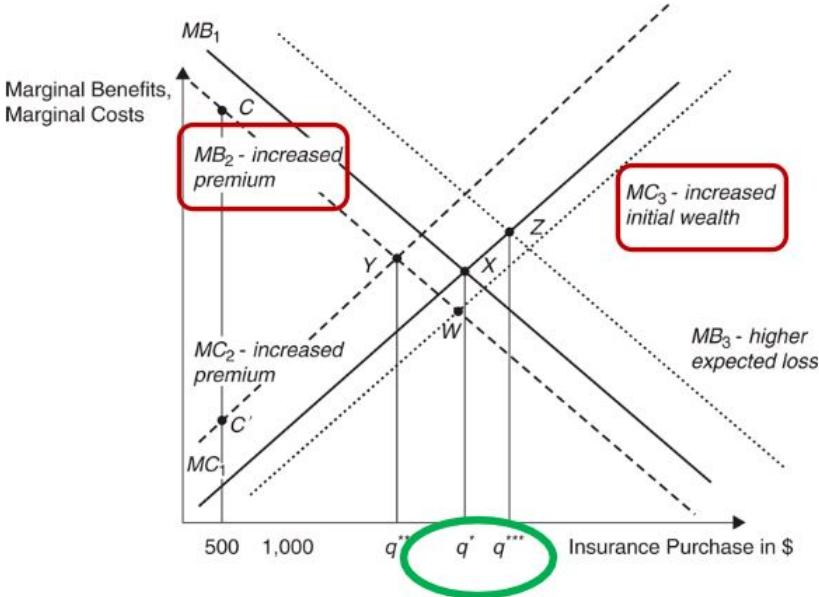 MB1
Marginal Benefits,
Marginal Costs
C
MB2 - increased
premium
MC3 - increased
initial wealth
Z
Y
X
W
MC2 - increased
premium
MB3 - higher
expected loss
C'
MC1
500 1,000 q** q* q*** Insurance Purchase in $